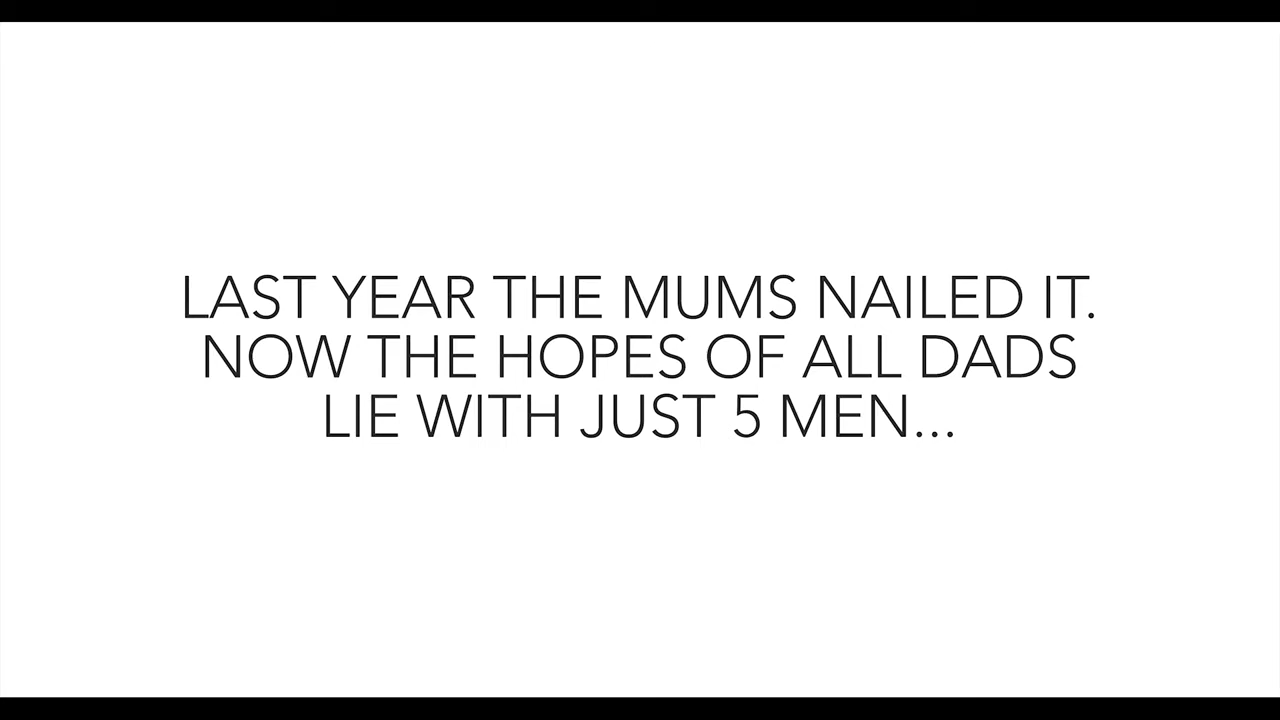 LAST YEAR THE MUMS NAILED IT.
NOW THE HOPES OF ALL DADS
LIE WITH JUST 5 MEN...